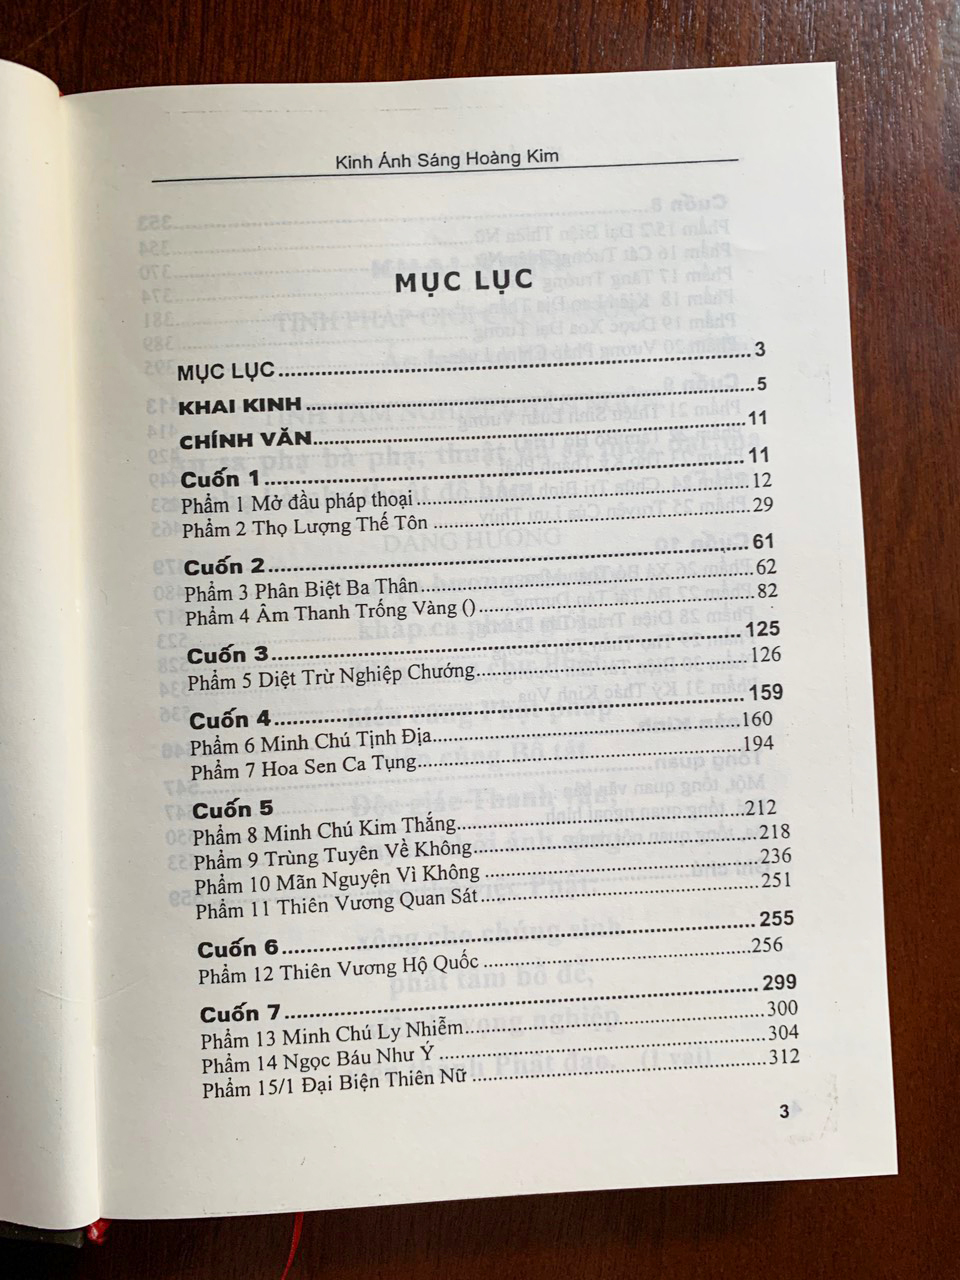 Kinh Ánh Sáng Hoàng Kim
MỤC LỤC
MỤC LỤC.....3
KHAI KINH.....5
CHÍNH VĂN.....11
Cuốn 1.....11
Phẩm 1 Mở đầu pháp thoại.....12
Phẩm 2 Thọ Lượng Thế Tôn.....29
Cuốn 2.....61
Phẩm 3 Phân Biệt Ba Thân.....62
Phẩm 4 Âm Thanh Trống Vàng ().....82
Cuốn 3.....125
Phẩm 5 Diệt Trừ Nghiệp Chướng.....126
Cuốn 4.....159
Phẩm 6 Minh Chú Tịnh Địa.....160
Phẩm 7 Hoa Sen Ca Tụng.....194
Cuốn 5
Phẩm 8 Minh Chú Kim Thắng.....212
Phẩm 9 Trùng Tuyên Về Không.....218
Phẩm 10 Mãn Nguyện Vì Không.....236
Phẩm 11 Thiên Vương Quan Sát.....251
Cuốn 6.....255
Phẩm 12 Thiên Vương Hộ Quốc.....256
Cuốn 7.....299
Phẩm 13 Minh Chú Ly Nhiễm.....300
Phẩm 14 Ngọc Báu Như Ý.....304
Phẩm 15/1 Đại Biện Thiên Nữ.....312
3